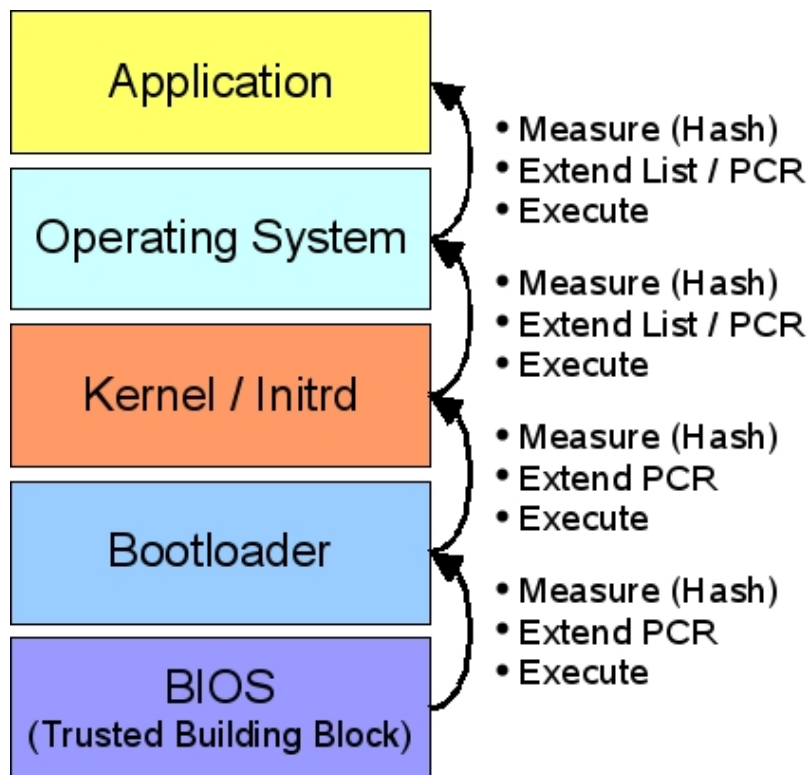 Application
• Measure (Hash)
• Extend List / PCR
• Execute
Operating System
• Measure (Hash)
• Extend List / PCR
• Execute
Kernel / Initrd
• Measure (Hash)
• Extend PCR
• Execute
Bootloader
• Measure (Hash)
• Extend PCR
• Execute
BIOS
(Trusted Building Block)